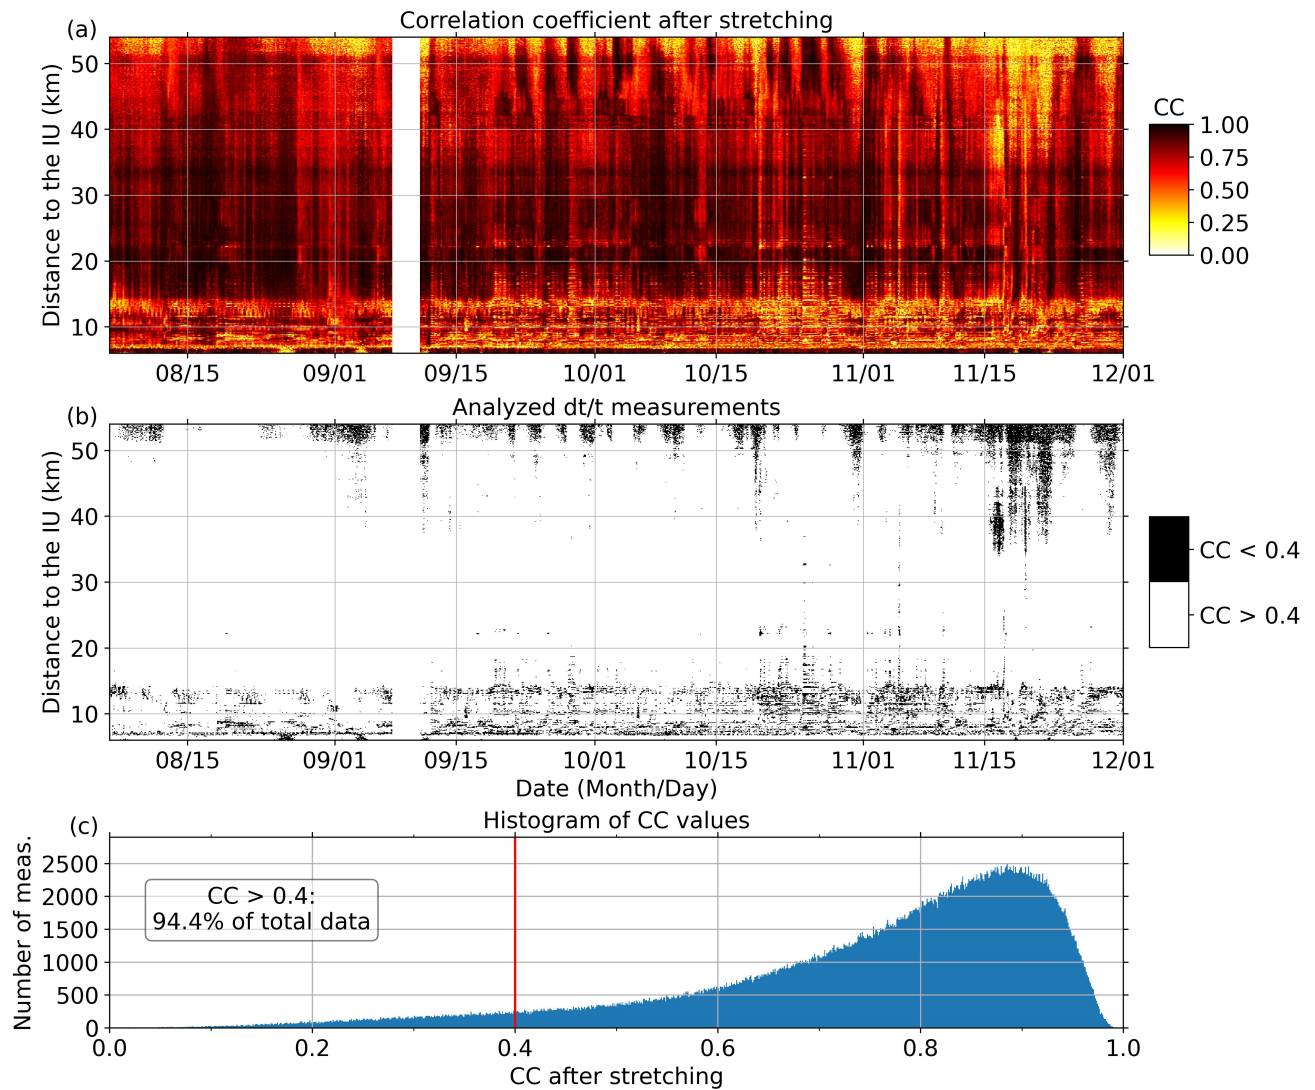 (a)
Correlation coefficient after stretching
Distance to the IU (km)
50
40
30
20
10
08/15
09/01
09/15
10/01
10/15
11/01
11/15
12/01
CC
1.00
0.75
0.50
0.25
0.00
(b)
Analyzed dt/t measurements
Distance to the IU (km)
50
40
30
20
10
08/15
09/01
09/15
10/01
10/15
11/01
11/15
12/01
Date (Month/Day)
CC < 0.4
CC > 0.4
(c)
Histogram of CC values
Number of meas.
2500
2000
1500
1000
500
0
CC > 0.4:
94.4% of total data
0.0
0.2
0.4
0.6
0.8
1.0
CC after stretching